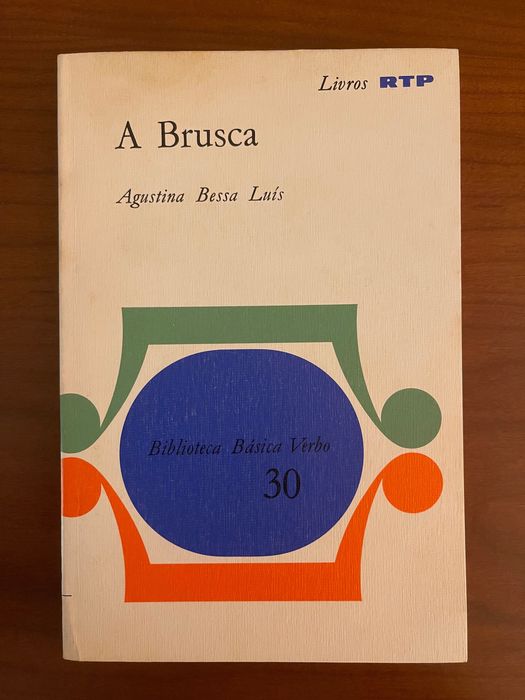 Livros RTP
A Brusca
Agustina Bessa Luís
Biblioteca Básica Verbo
30